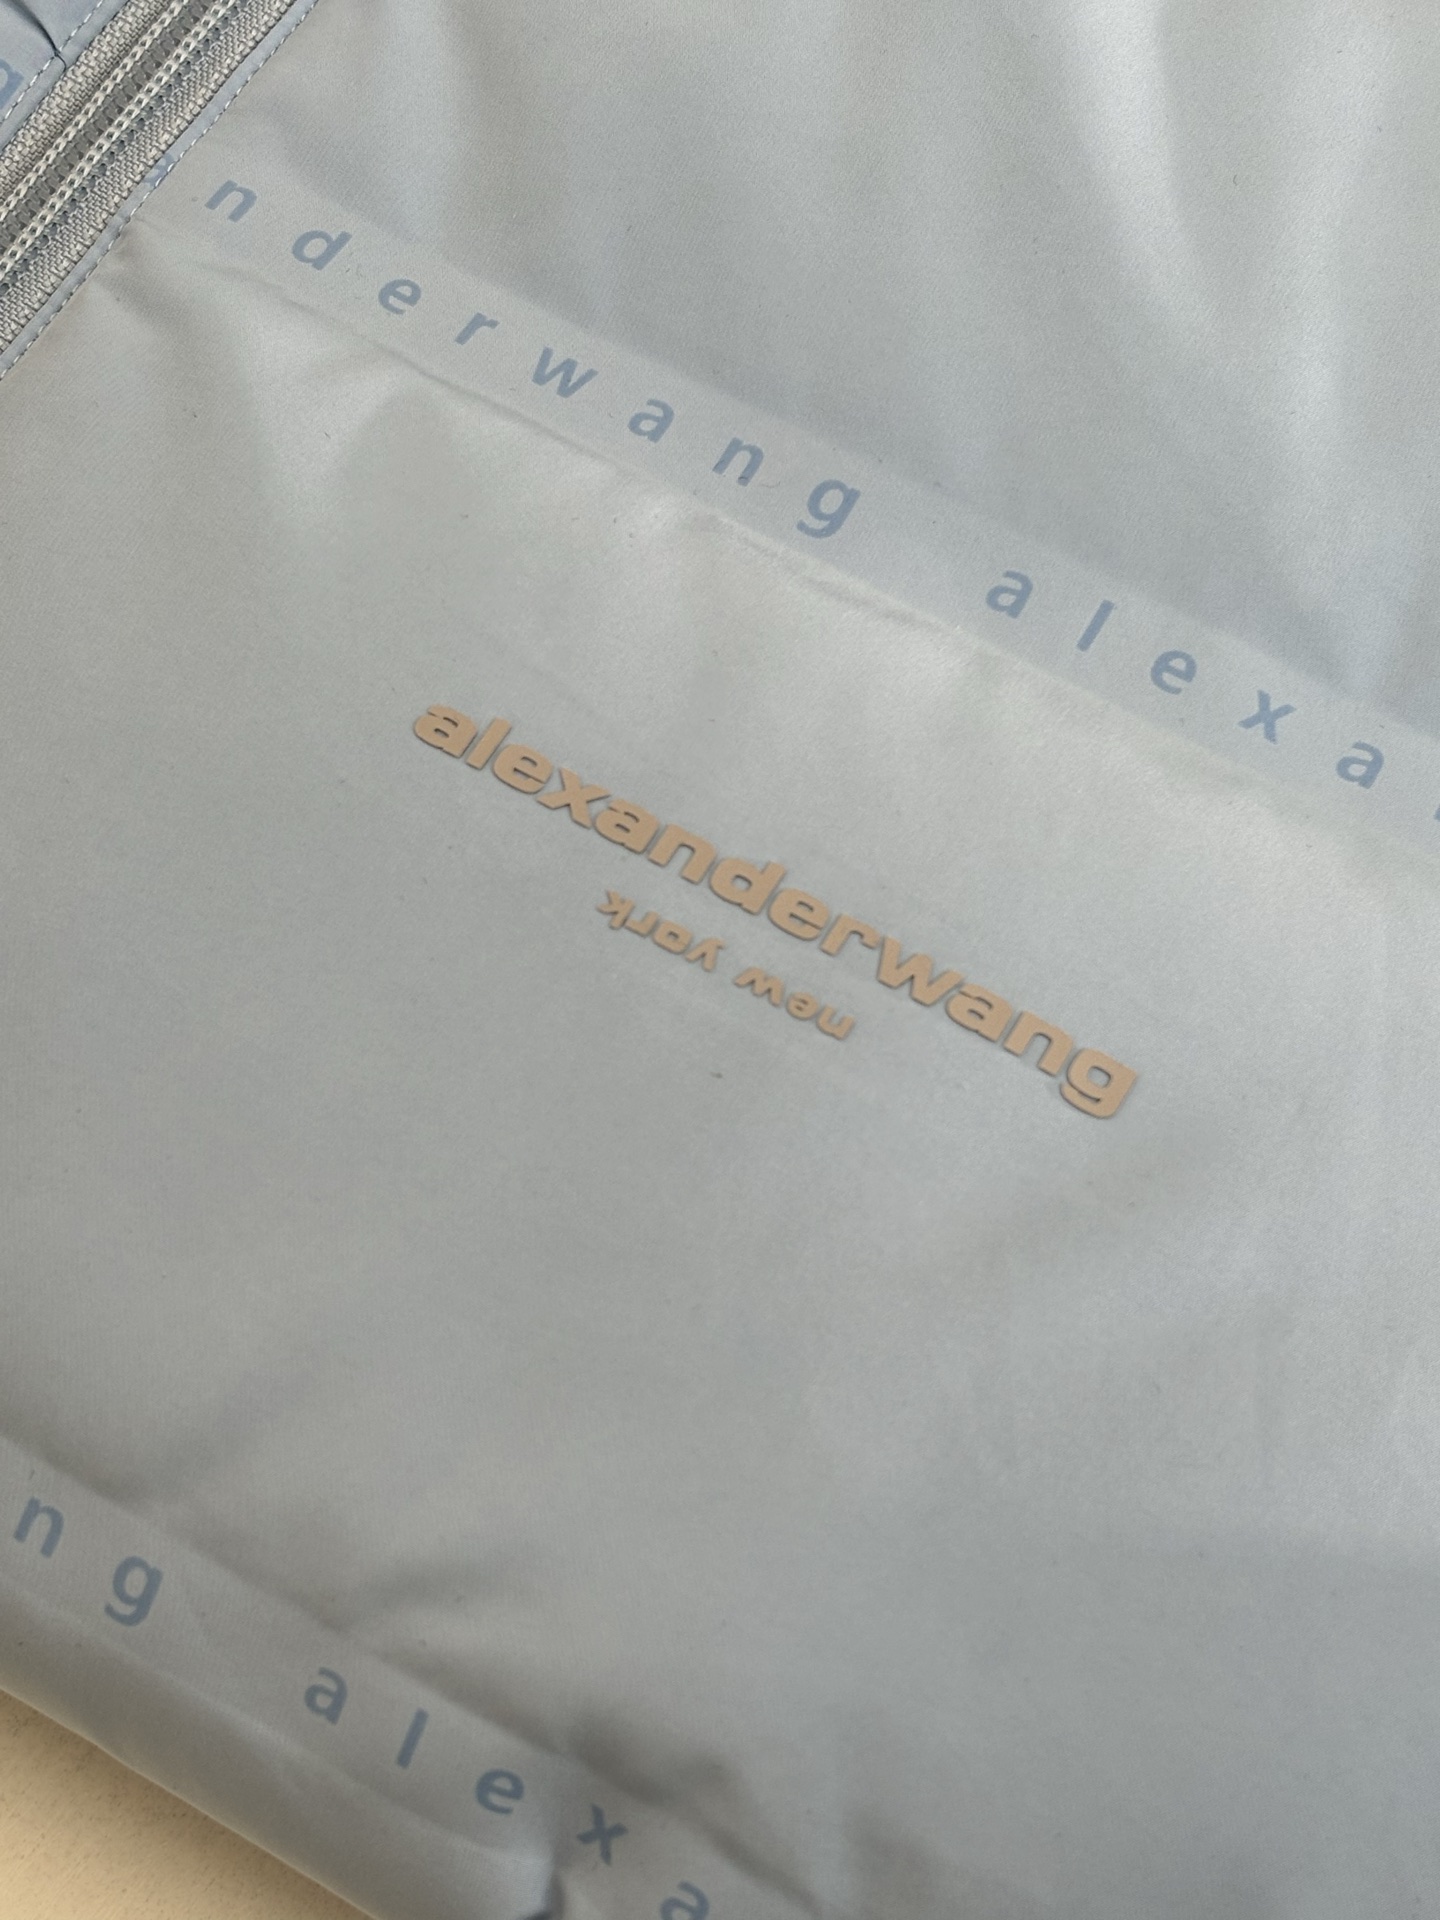 nderwang alexa
alexanderwang
new york
ng alexa